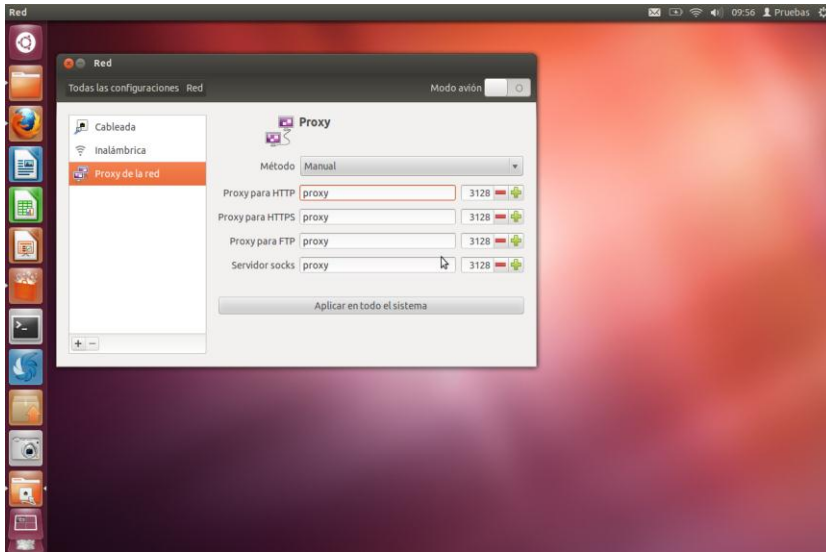 Red
09:56 Pruebas
Red
Todas las configuraciones Red
Modo avión
Cableada
Inalámbrica
Proxy de la red
Proxy
Método Manual
Proxy para HTTP proxy 3128
Proxy para HTTPS proxy 3128
Proxy para FTP proxy 3128
Servidor socks proxy 3128
Aplicar en todo el sistema